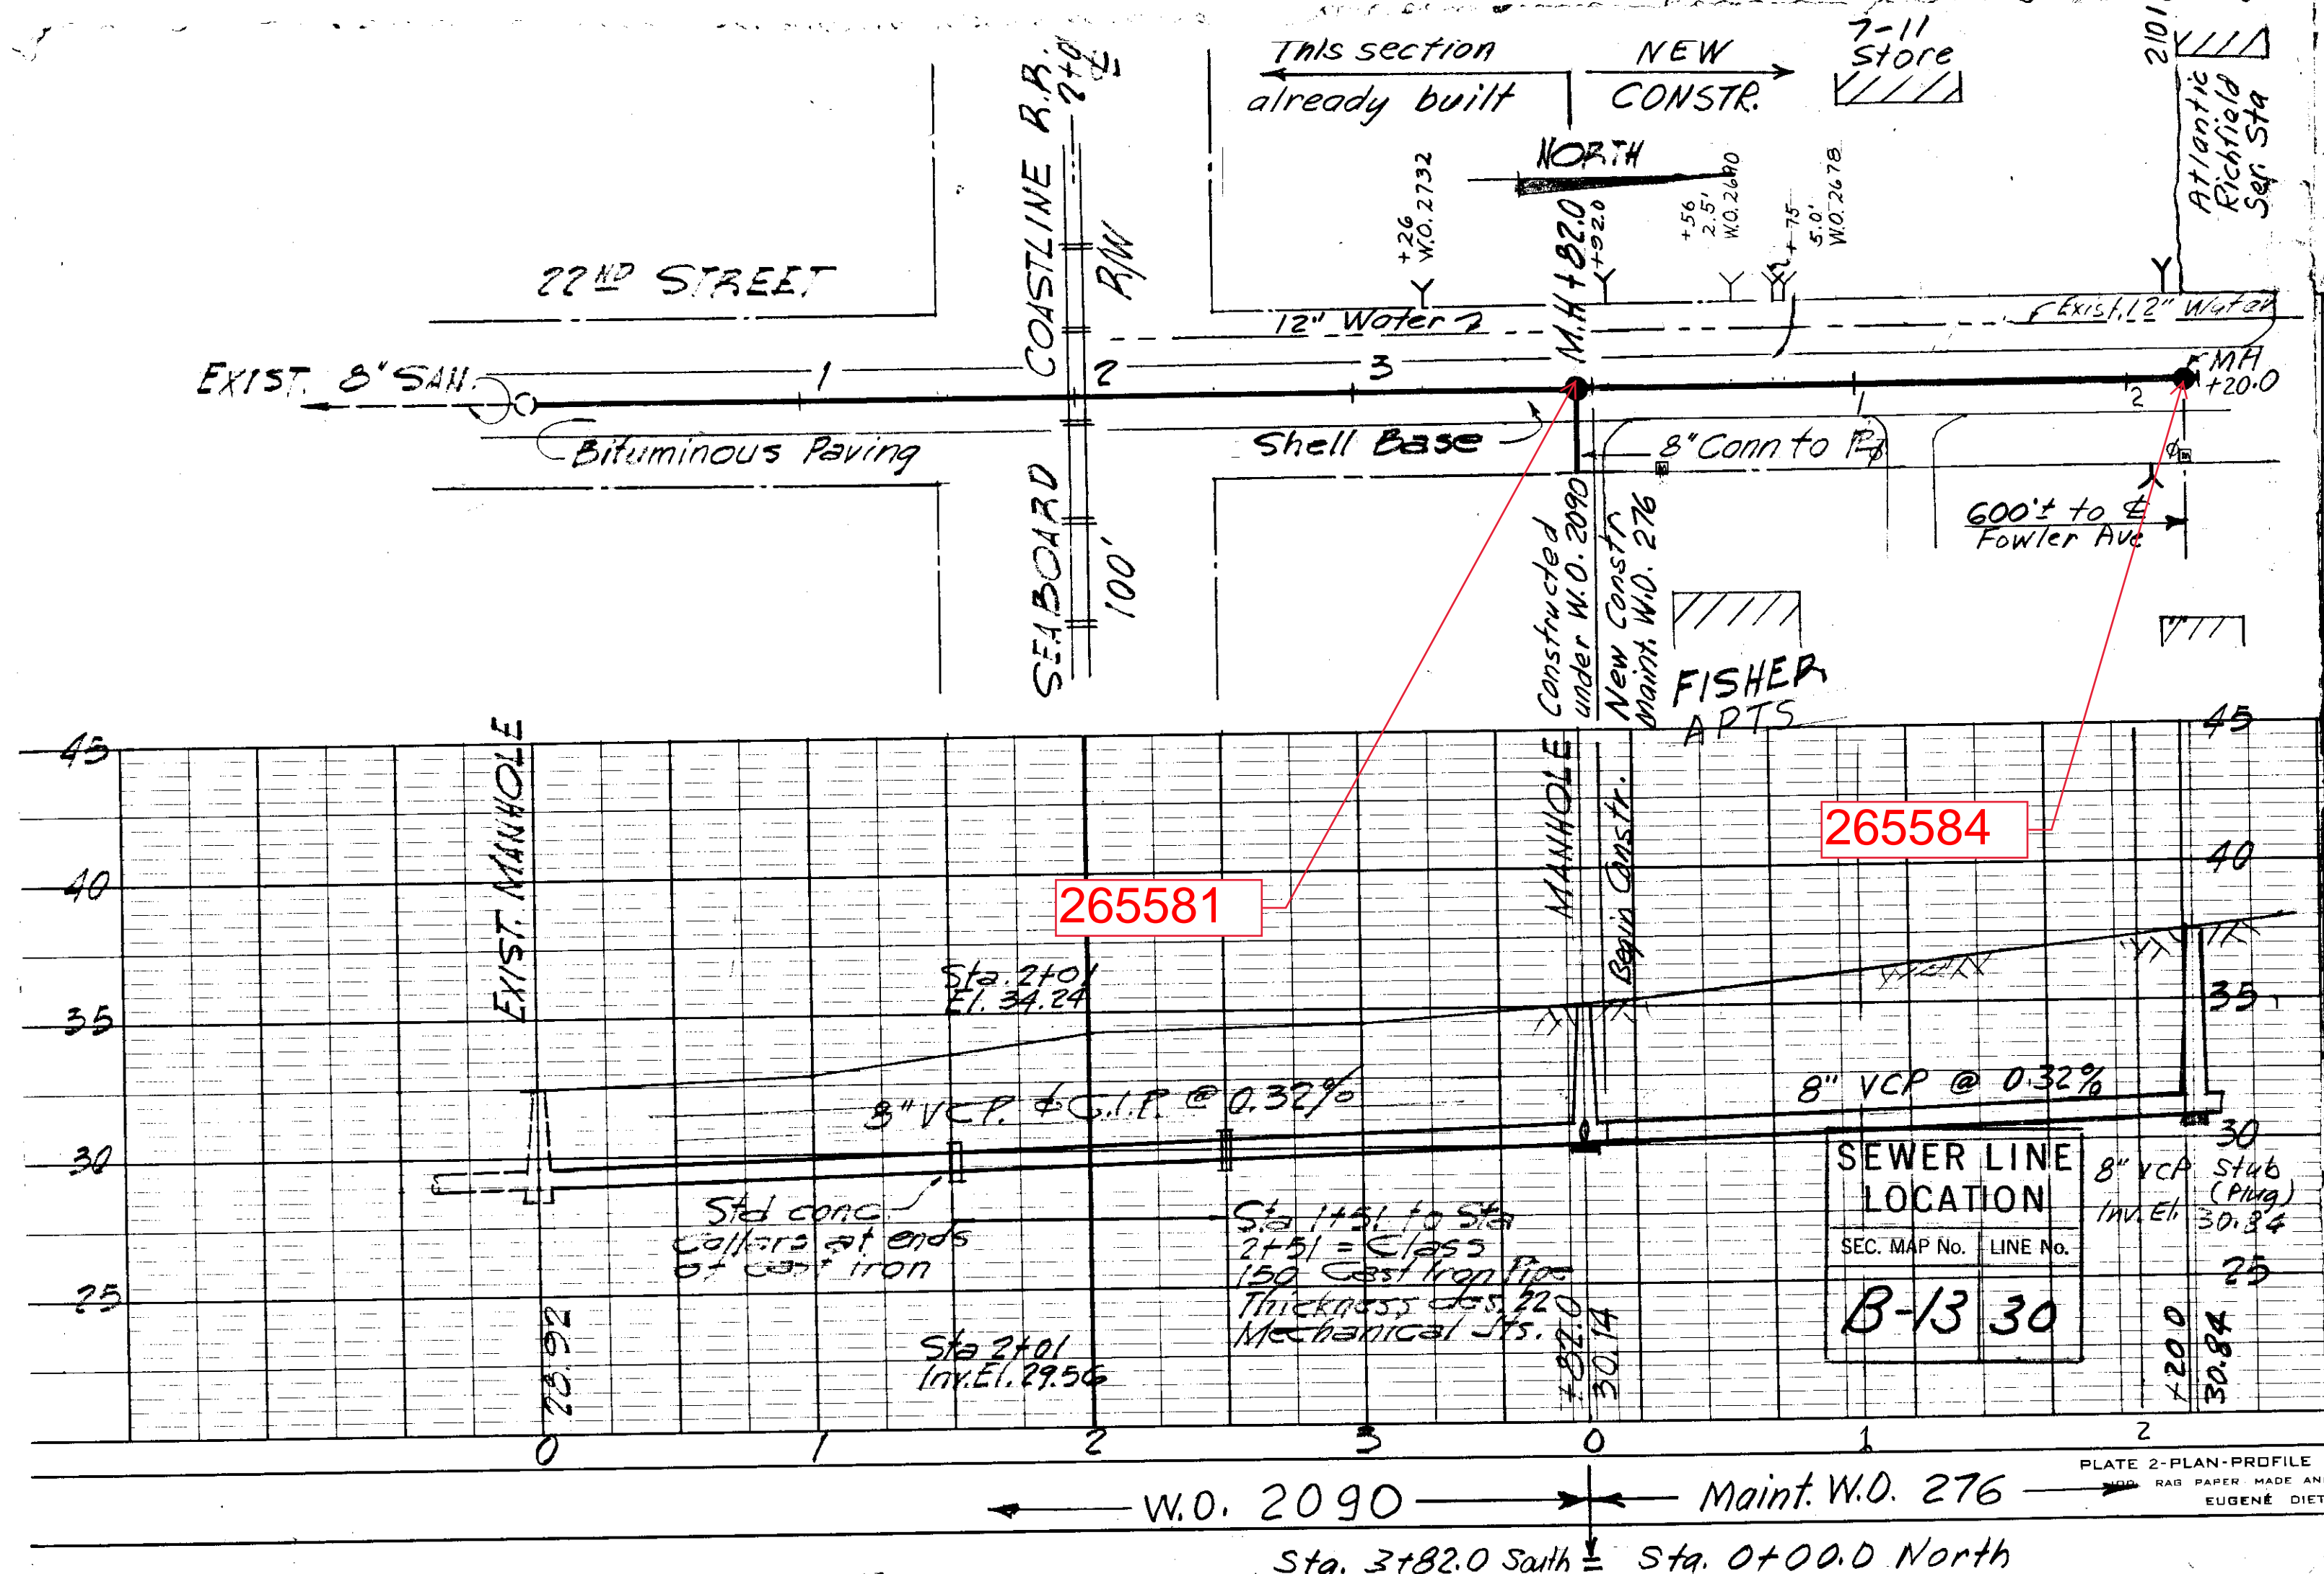 This section
already built
NEW
CONSTR.
7-11
Store
2101
Atlantic
Richfield
Ser. Sta
NORTH
SEABOARD COASTLINE R.R.
2+01
℄
R/W
100'
+26
W.O. 2732
M.H + 82.0
+92.0
+56
2.5'
W.O. 2690
+75
5.0'
W.O. 2678
22ND STREET
12" Water
Exist. 12" Water
EXIST. 8" SAN.
1
2
3
1
2
MH
+20.0
Bituminous Paving
Shell Base
8" Conn to ℄
600'± to ℄
Fowler Ave
Constructed
under W.O. 2090
New Constr.
Maint. W.O. 276
FISHER
APTS
45
40
35
30
25
EXIST. MANHOLE
MANHOLE
Begin Constr.
265581
265584
45
40
35
30
25
Sta. 2+01
El. 34.24
8" V.C.P. & C.I.P. @ 0.32%
8" VCP @ 0.32%
Std conc
collars at ends
of cast iron
Sta 1+51 to Sta
2+51 = Class
150 Cast Iron Pipe
Thickness cls. 22
Mechanical Jts.
Sta 2+01
Inv. El. 29.56
SEWER LINE
LOCATION
SEC. MAP No. LINE No.
B-13 30
8" VCP Stub
(Plug)
Inv. El. 30.84
28.92
+82.0
30.14
+20.0
30.84
0 1 2 3 0 1 2
W.O. 2090
Maint. W.O. 276
PLATE 2-PLAN-PROFILE
RAG PAPER MADE
EUGENE DIET
Sta. 3+82.0 South = Sta. 0+00.0 North